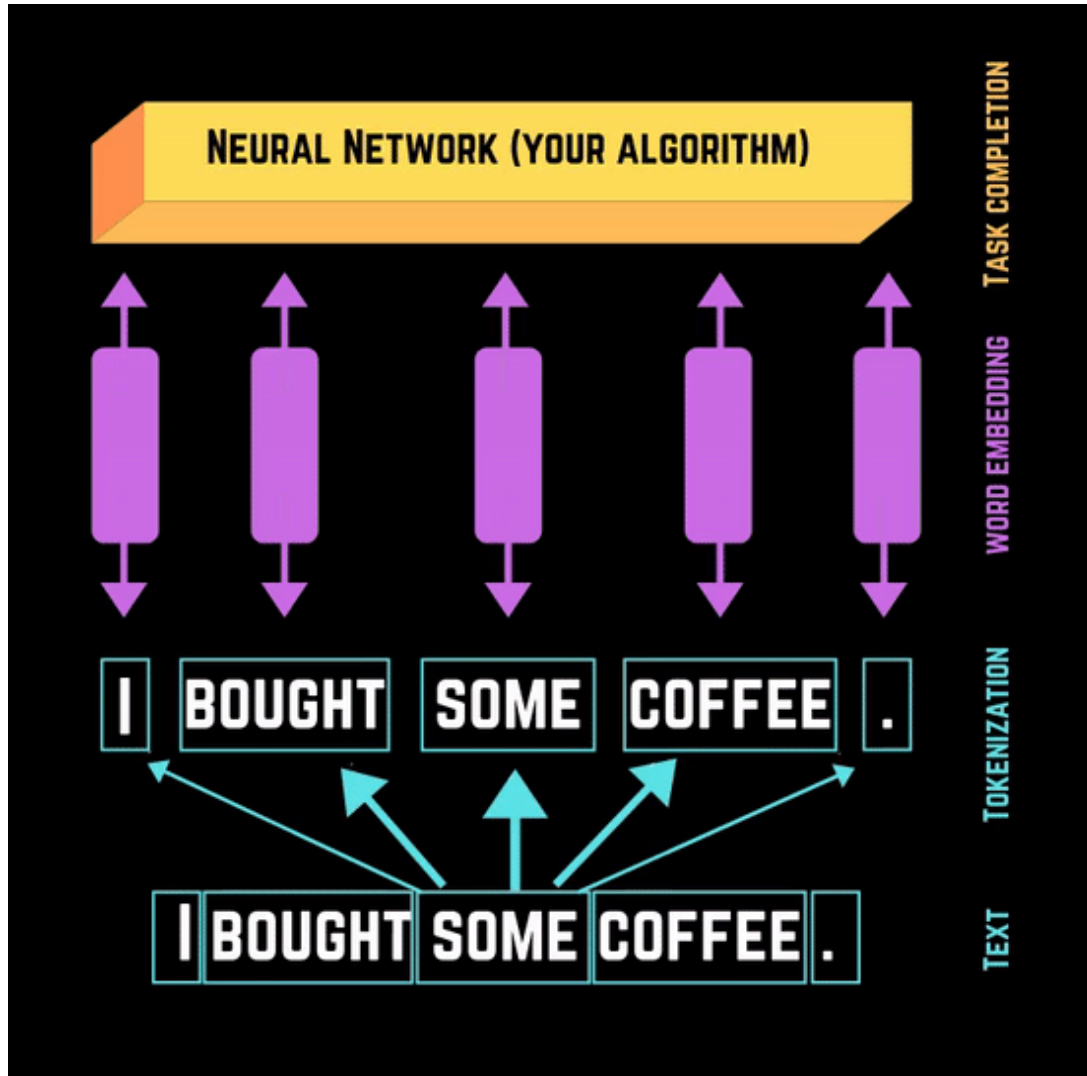 Neural Network (your algorithm)
Task completion
word embedding
I BOUGHT SOME COFFEE .
Tokenization
I BOUGHT SOME COFFEE .
Text